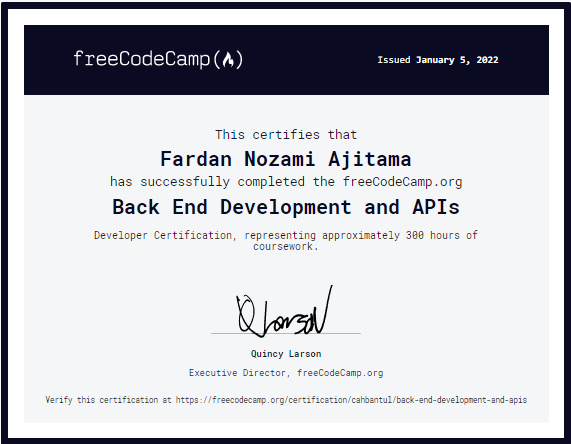 freeCodeCamp(🔥)
Issued January 5, 2022
This certifies that
Fardan Nozami Ajitama
has successfully completed the freeCodeCamp.org
Back End Development and APIs
Developer Certification, representing approximately 300 hours of
coursework.
Q Larson
Quincy Larson
Executive Director, freeCodeCamp.org
Verify this certification at https://freecodecamp.org/certification/cahbantul/back-end-development-and-apis